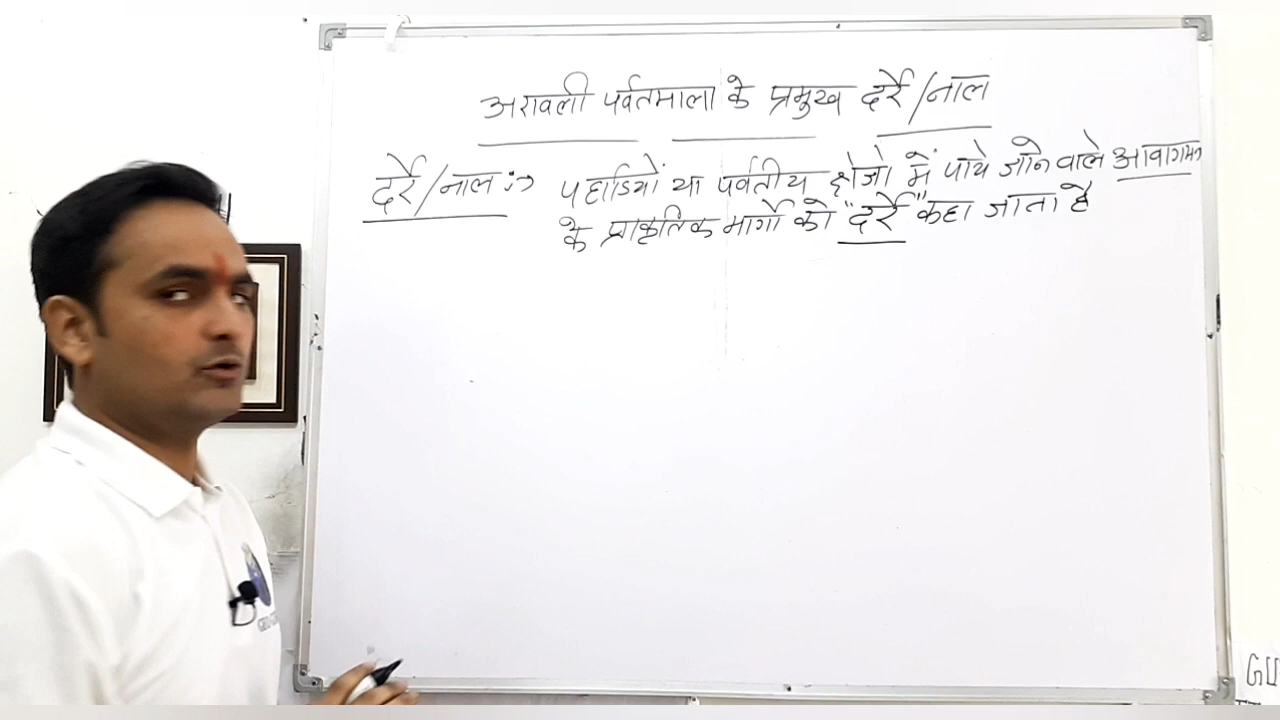 अरावली पर्वतमाला के प्रमुख दर्रे/नाल
दर्रे/नाल :-> पहाडियों या पर्वतीय क्षेत्रो में पाये जाने वाले आवागमन
के प्राकृतिक मार्गो को "दर्रे" कहा जाता है